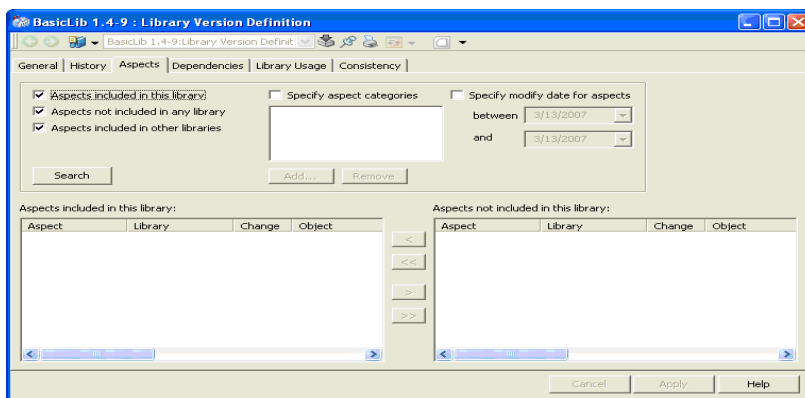 BasicLib 1.4-9 : Library Version Definition
BasicLib 1.4-9:Library Version Definit
General History Aspects Dependencies Library Usage Consistency
Aspects included in this library
Aspects not included in any library
Aspects included in other libraries
Search
Specify aspect categories
Add... Remove
Specify modify date for aspects
between 3/13/2007
and 3/13/2007
Aspects included in this library:
Aspect Library Change Object
<
<<
>
>>
Aspects not included in this library:
Aspect Library Change Object
Cancel Apply Help